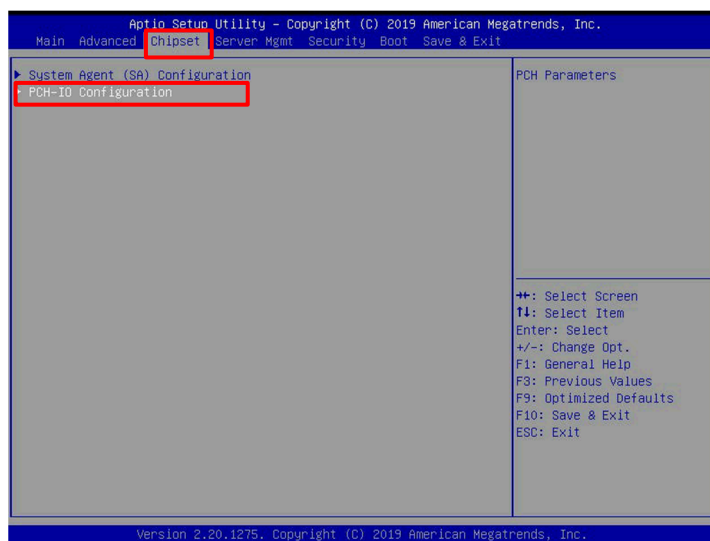 Aptio Setup Utility – Copyright (C) 2019 American Megatrends, Inc.
Main Advanced Chipset Server Mgmt Security Boot Save & Exit
System Agent (SA) Configuration
PCH-IO Configuration
PCH Parameters
→←: Select Screen
↑↓: Select Item
Enter: Select
+/-: Change Opt.
F1: General Help
F3: Previous Values
F9: Optimized Defaults
F10: Save & Exit
ESC: Exit
Version 2.20.1275. Copyright (C) 2019 American Megatrends, Inc.